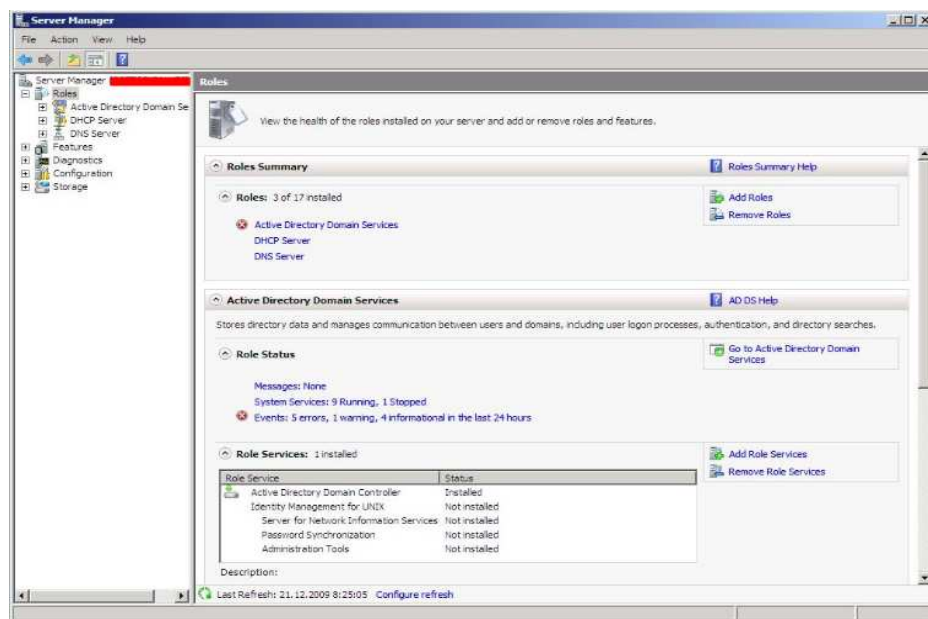 Server Manager
File Action View Help
Server Manager
Roles
Active Directory Domain Se
DHCP Server
DNS Server
Features
Diagnostics
Configuration
Storage
Roles
View the health of the roles installed on your server and add or remove roles and features.
Roles Summary
Roles Summary Help
Roles: 3 of 17 installed
Add Roles
Remove Roles
Active Directory Domain Services
DHCP Server
DNS Server
Active Directory Domain Services
AD DS Help
Stores directory data and manages communication between users and domains, including user logon processes, authentication, and directory searches.
Role Status
Go to Active Directory Domain
Services
Messages: None
System Services: 9 Running, 1 Stopped
Events: 5 errors, 1 warning, 4 informational in the last 24 hours
Role Services: 1 installed
Add Role Services
Remove Role Services
Role Service Status
Active Directory Domain Controller Installed
Identity Management for UNIX Not installed
Server for Network Information Services Not installed
Password Synchronization Not installed
Administration Tools Not installed
Description:
Last Refresh: 21.12.2009 8:25:05 Configure refresh